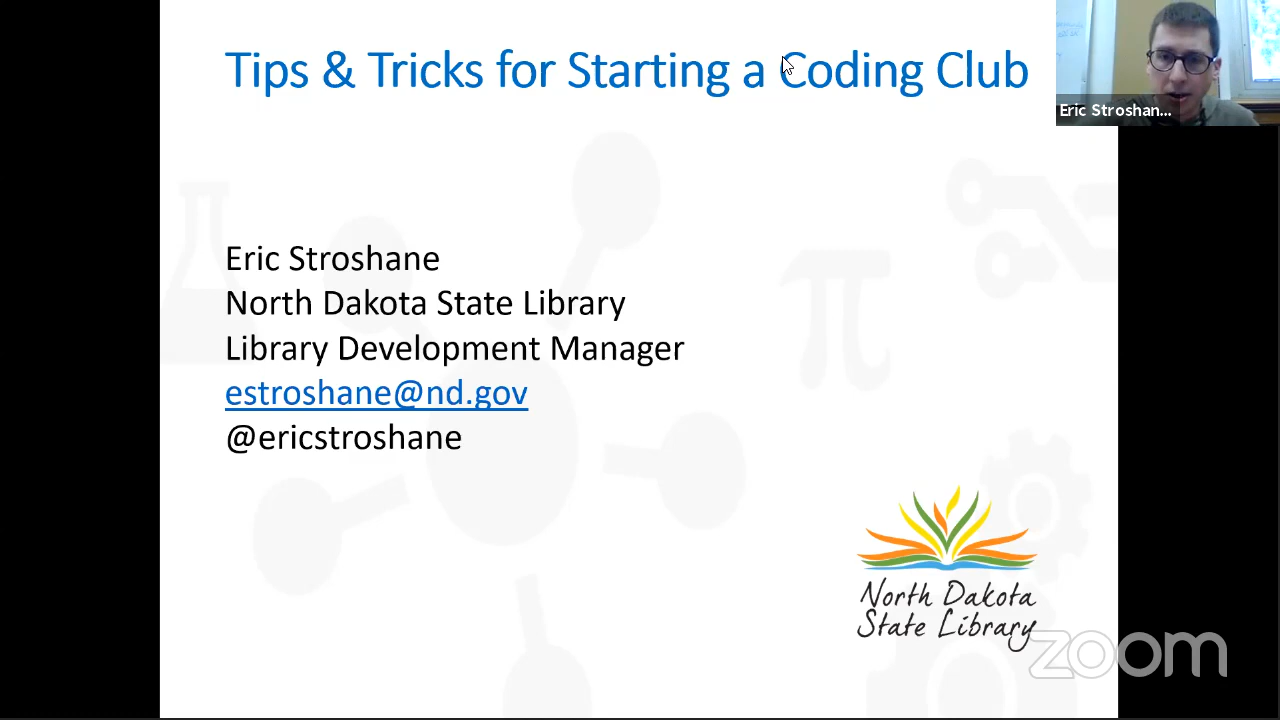 Tips & Tricks for Starting a Coding Club
Eric Stroshan...
Eric Stroshane
North Dakota State Library
Library Development Manager
estroshane@nd.gov
@ericstroshane
North Dakota
State Library
zoom